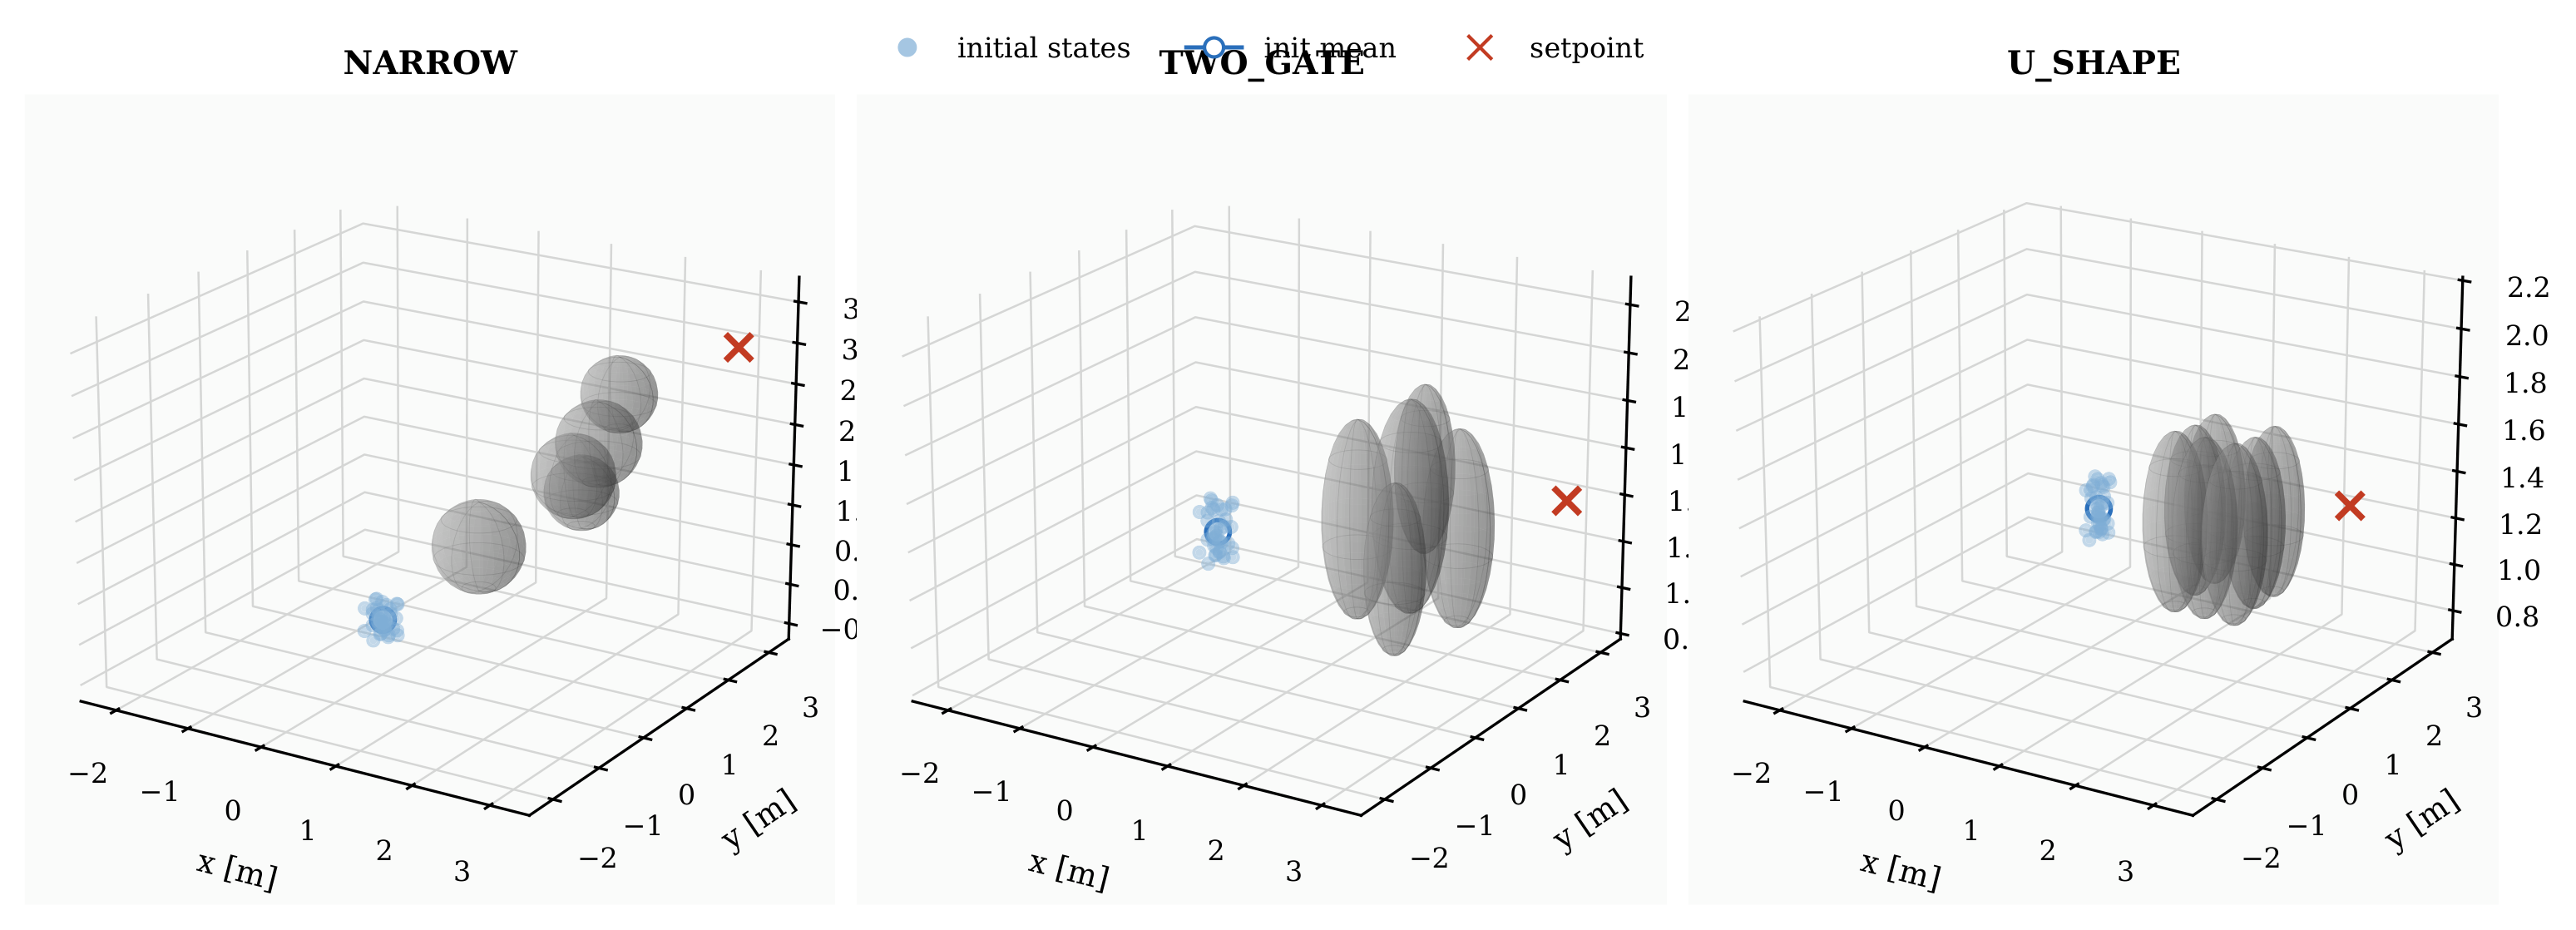 initial states init mean setpoint
NARROW TWO_GATE U_SHAPE
3
3
2
2
1
1.
0.
0.
−0
2
2
1
1
1.
1.
1.
0.
2.2
2.0
1.8
1.6
1.4
1.2
1.0
0.8
−2 −1 0 1 2 3
x [m]
−2 −1 0 1 2 3
y [m]
−2 −1 0 1 2 3
x [m]
−2 −1 0 1 2 3
y [m]
−2 −1 0 1 2 3
x [m]
−2 −1 0 1 2 3
y [m]